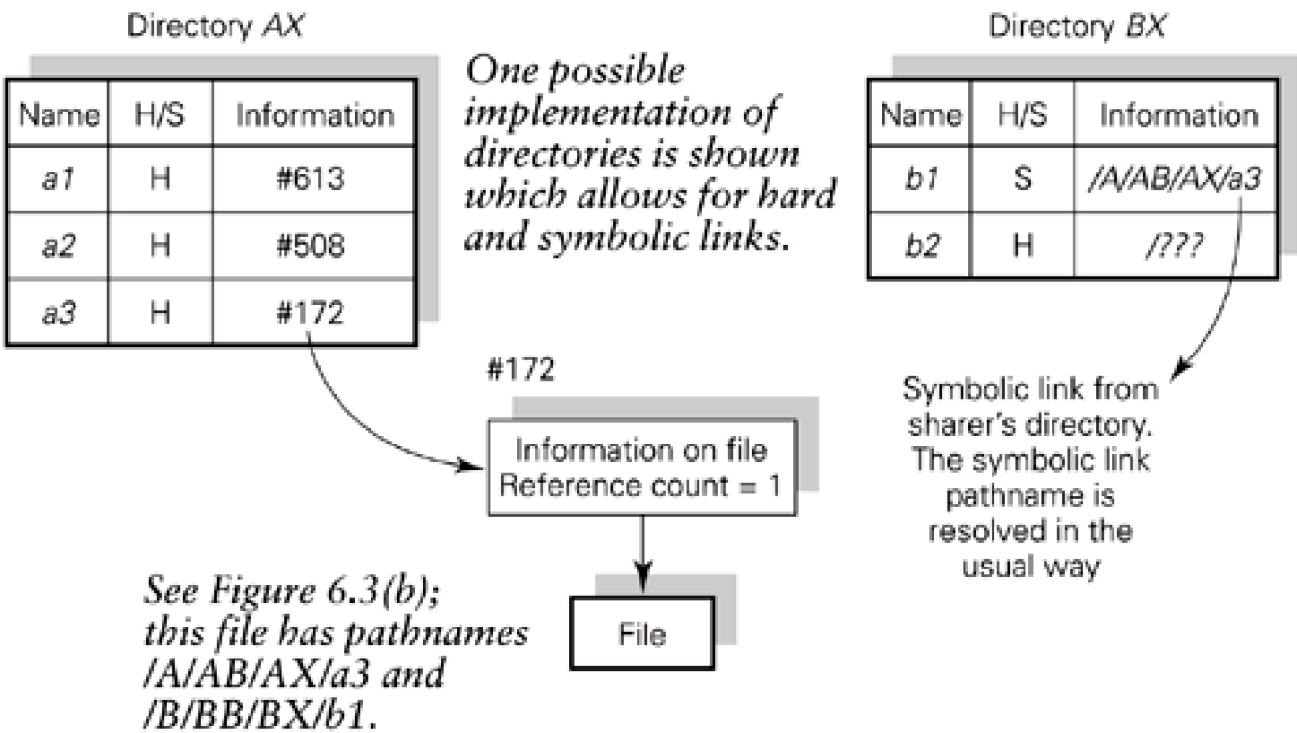 Directory AX
Name H/S Information
a1 H #613
a2 H #508
a3 H #172
One possible
implementation of
directories is shown
which allows for hard
and symbolic links.
Directory BX
Name H/S Information
b1 S /A/AB/AX/a3
b2 H /???
#172
Information on file
Reference count = 1
File
Symbolic link from
sharer's directory.
The symbolic link
pathname is
resolved in the
usual way
See Figure 6.3(b);
this file has pathnames
/A/AB/AX/a3 and
/B/BB/BX/b1.